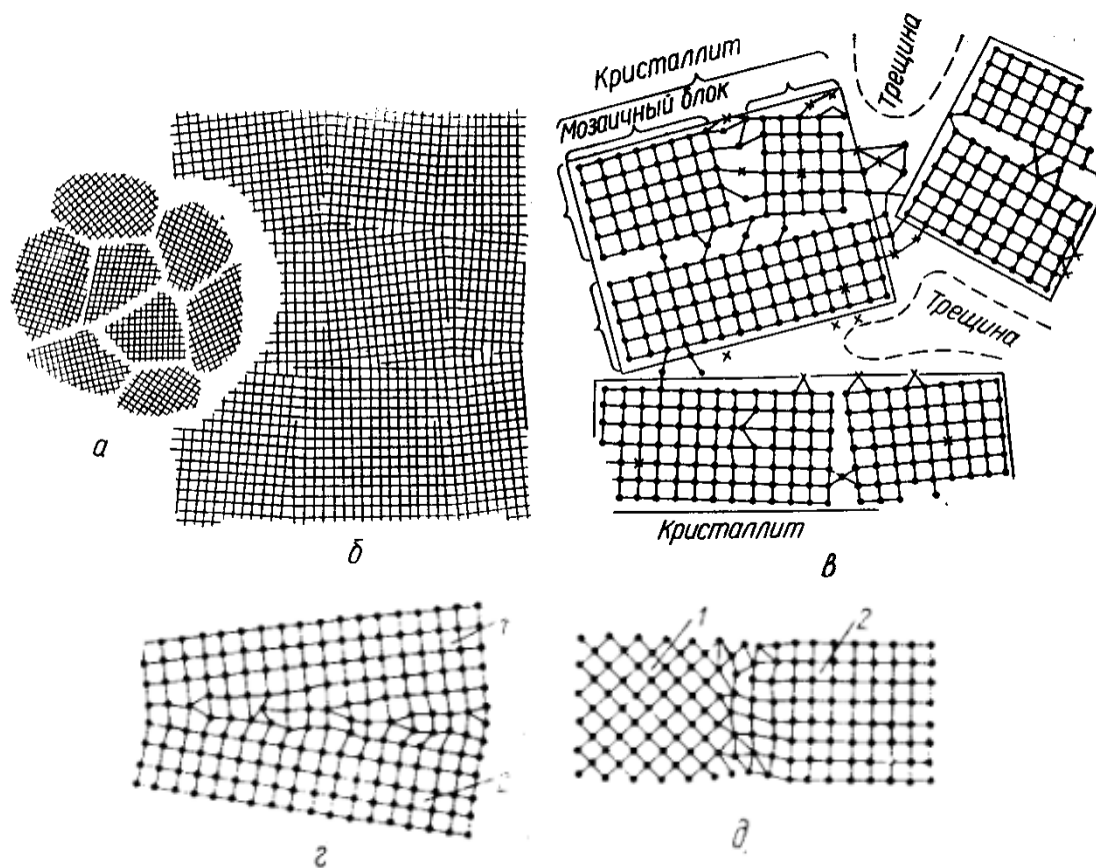 Кристаллит
Мозаичный блок
Трещина
Трещина
а
б
Кристаллит
в
1
2
1
2
г
д